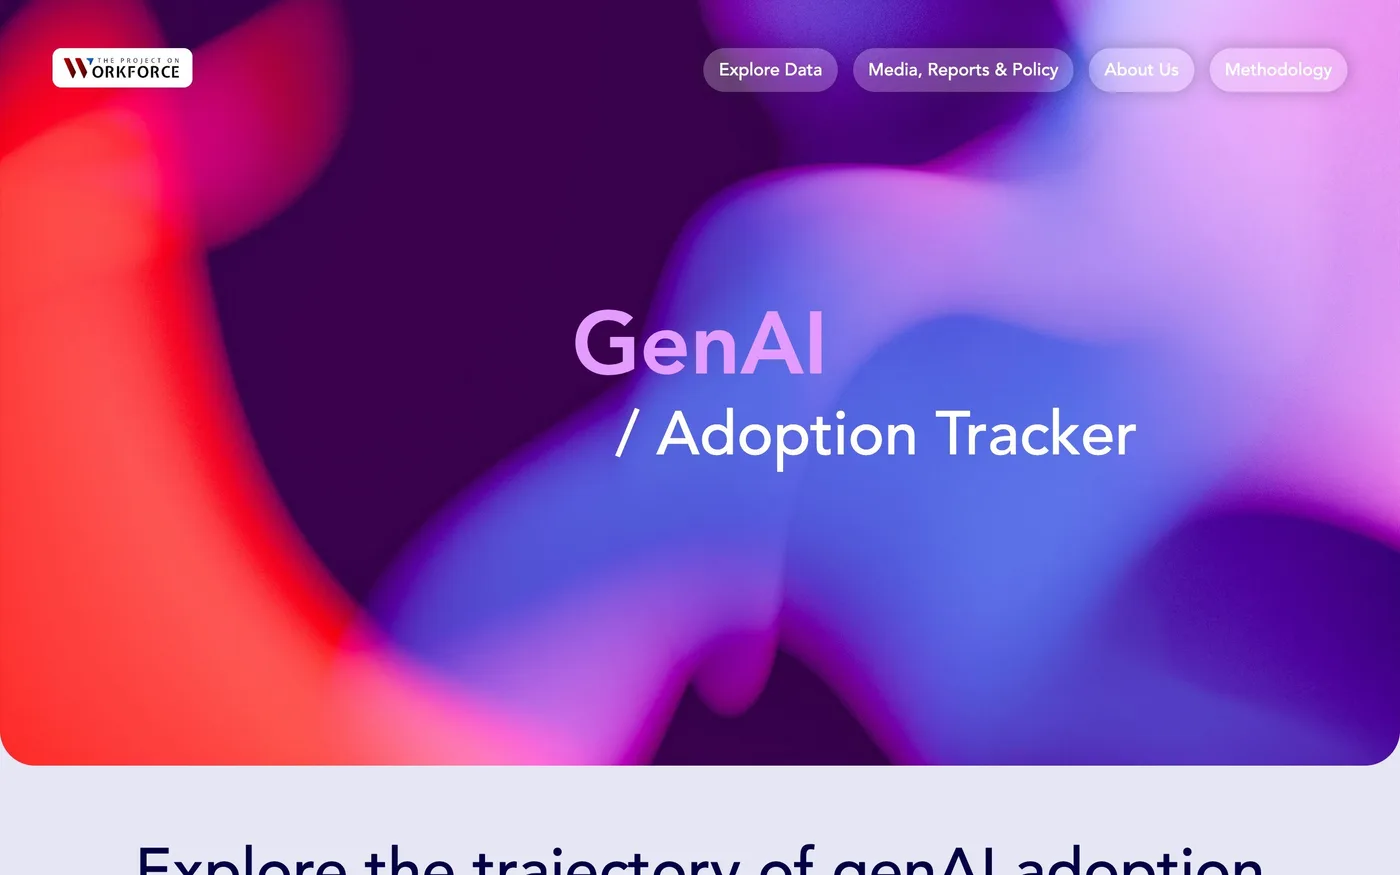 THE PROJECT ON
WORKFORCE
Explore Data
Media, Reports & Policy
About Us
Methodology
GenAI
/ Adoption Tracker
Explore the trajectory of genAI adoption